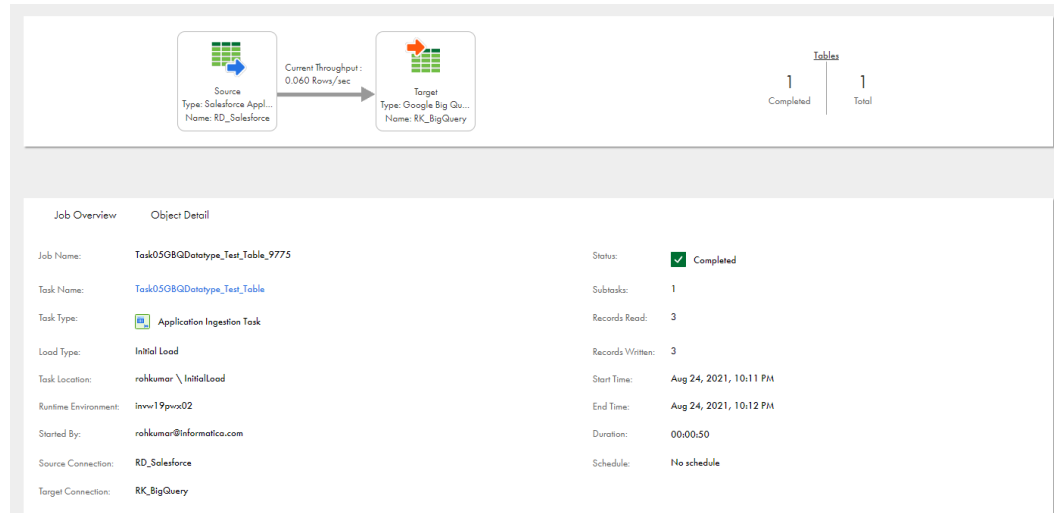 Source
Type: Salesforce Appl...
Name: RD_Salesforce
Current Throughput :
0.060 Rows/sec
Target
Type: Google Big Qu...
Name: RK_BigQuery
Tables
1
Completed
1
Total
Job Overview
Object Detail
Job Name: Task05GBQDatatype_Test_Table_9775
Task Name: Task05GBQDatatype_Test_Table
Task Type: Application Ingestion Task
Load Type: Initial Load
Task Location: rohkumar \ InitialLoad
Runtime Environment: invw19pwx02
Started By: rohkumar@informatica.com
Source Connection: RD_Salesforce
Target Connection: RK_BigQuery
Status: Completed
Subtasks: 1
Records Read: 3
Records Written: 3
Start Time: Aug 24, 2021, 10:11 PM
End Time: Aug 24, 2021, 10:12 PM
Duration: 00:00:50
Schedule: No schedule